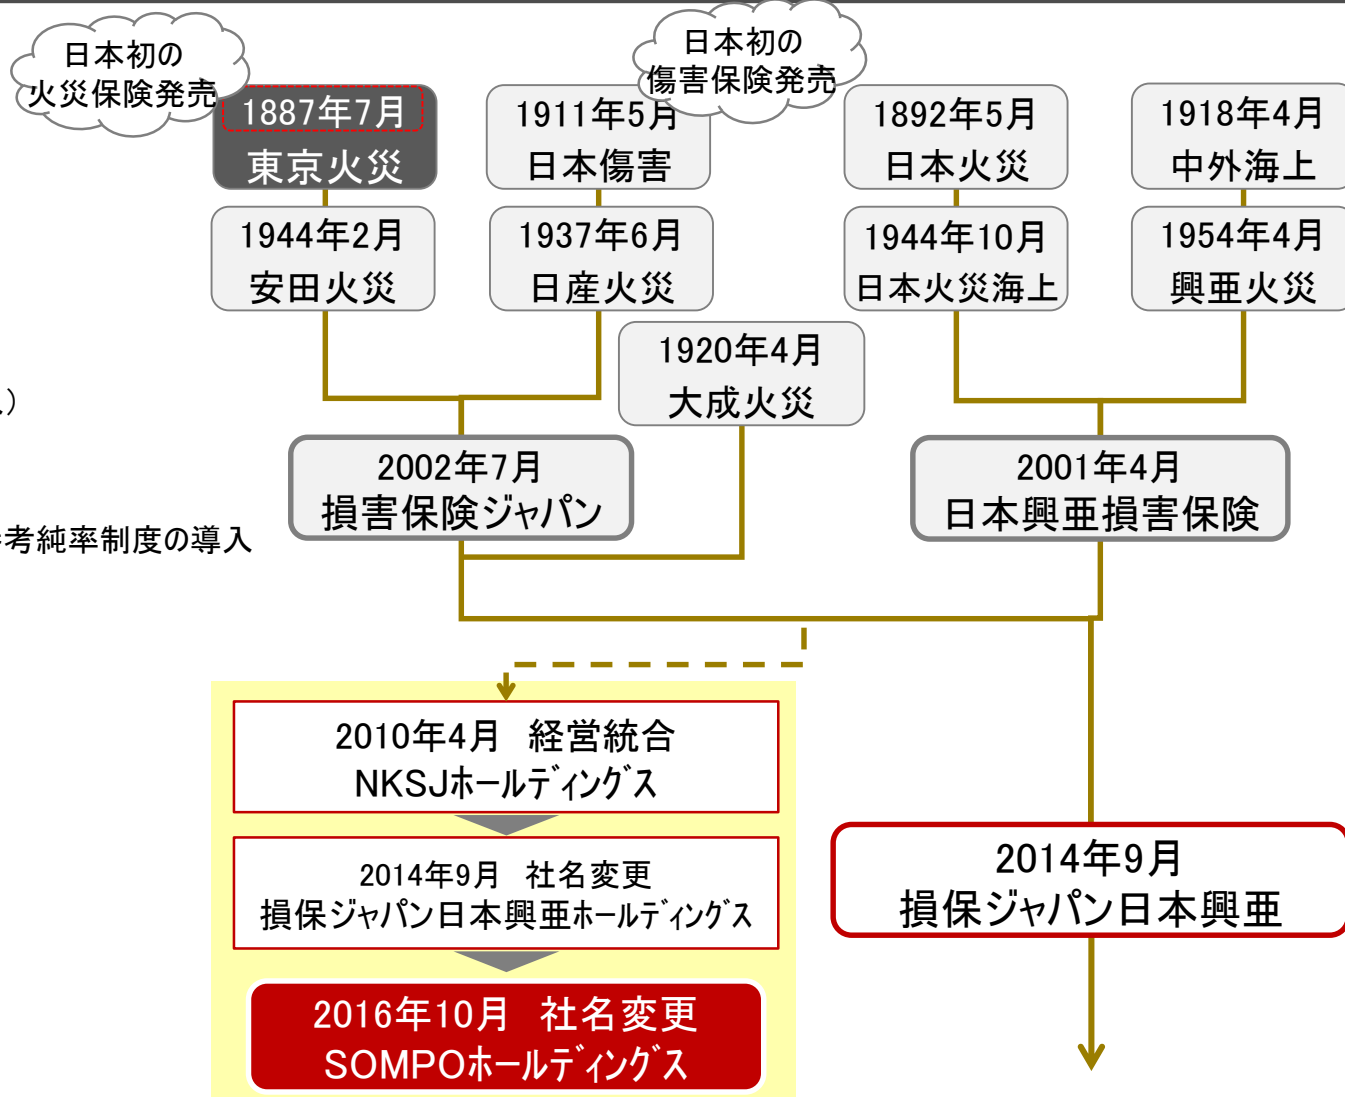 日本初の
火災保険発売
日本初の
傷害保険発売
1887年7月
東京火災
1911年5月
日本傷害
1892年5月
日本火災
1918年4月
中外海上
1944年2月
安田火災
1937年6月
日産火災
1944年10月
日本火災海上
1954年4月
興亜火災
1920年4月
大成火災
）
2002年7月
損害保険ジャパン
2001年4月
日本興亜損害保険
考純率制度の導入
2010年4月 経営統合
NKSJホールディングス
2014年9月 社名変更
損保ジャパン日本興亜ホールディングス
2016年10月 社名変更
SOMPOホールディングス
2014年9月
損保ジャパン日本興亜